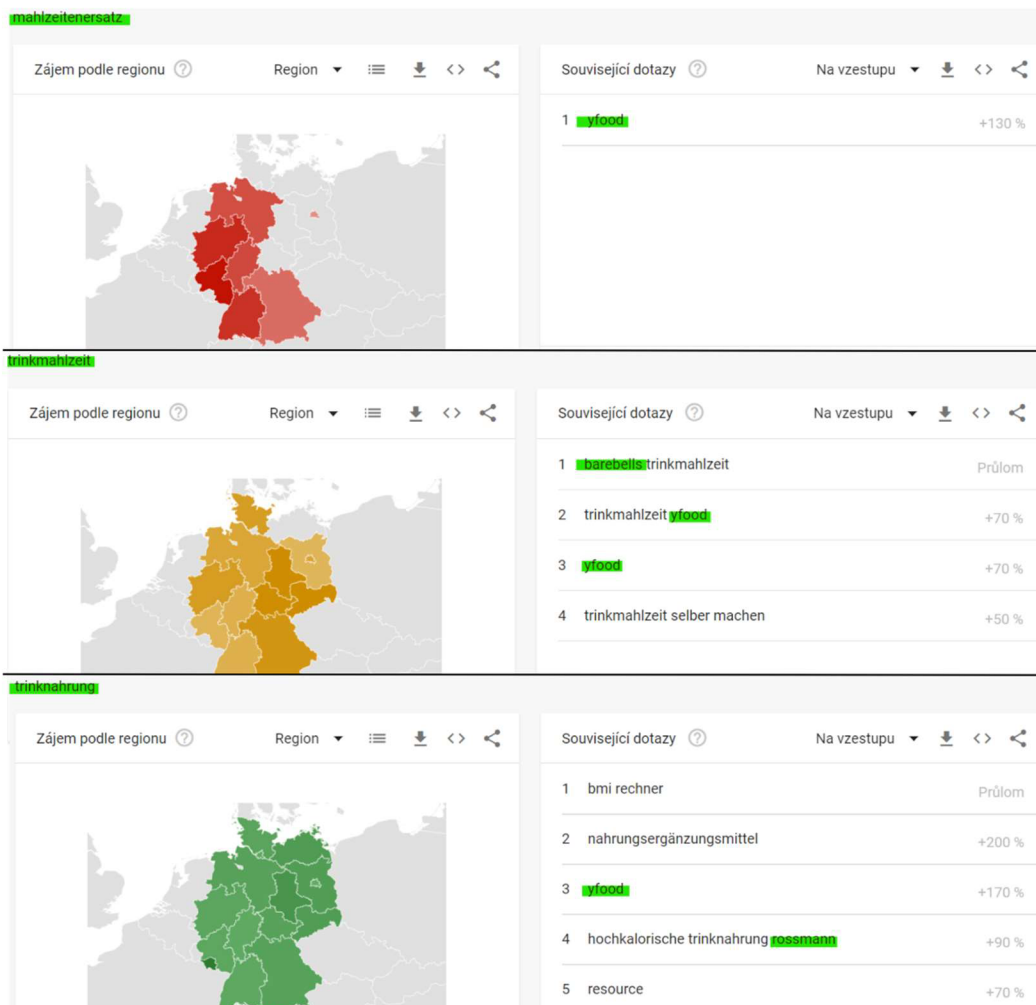 mahlzeitenersatz
Zájem podle regionu ? Region
Související dotazy ? Na vzestupu
1 yfood +130 %
trinkmahlzeit
Zájem podle regionu ? Region
Související dotazy ? Na vzestupu
1 barebells trinkmahlzeit Průlom
2 trinkmahlzeit yfood +70 %
3 yfood +70 %
4 trinkmahlzeit selber machen +50 %
trinknahrung
Zájem podle regionu ? Region
Související dotazy ? Na vzestupu
1 bmi rechner Průlom
2 nahrungsergänzungsmittel +200 %
3 yfood +170 %
4 hochkalorische trinknahrung rossmann +90 %
5 resource +70 %